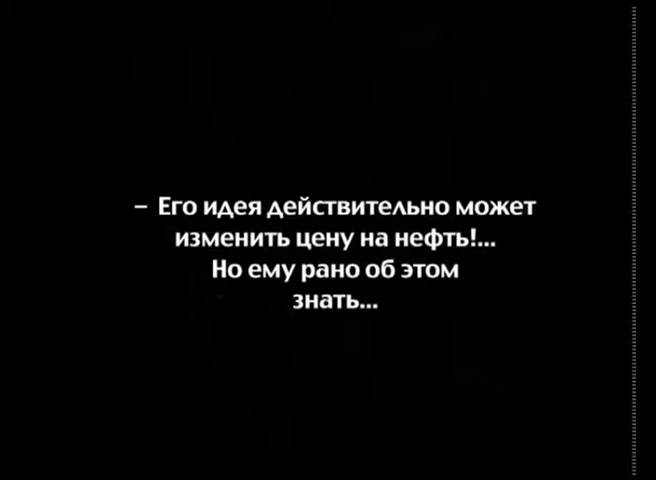 – Его идея действительно может
изменить цену на нефть!...
Но ему рано об этом
знать...